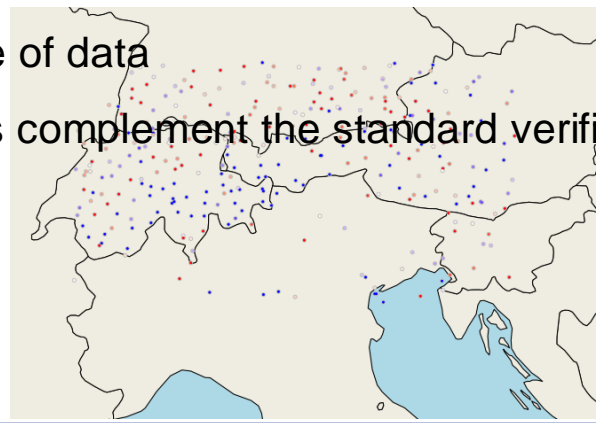 e of data
s complement the standard verifi